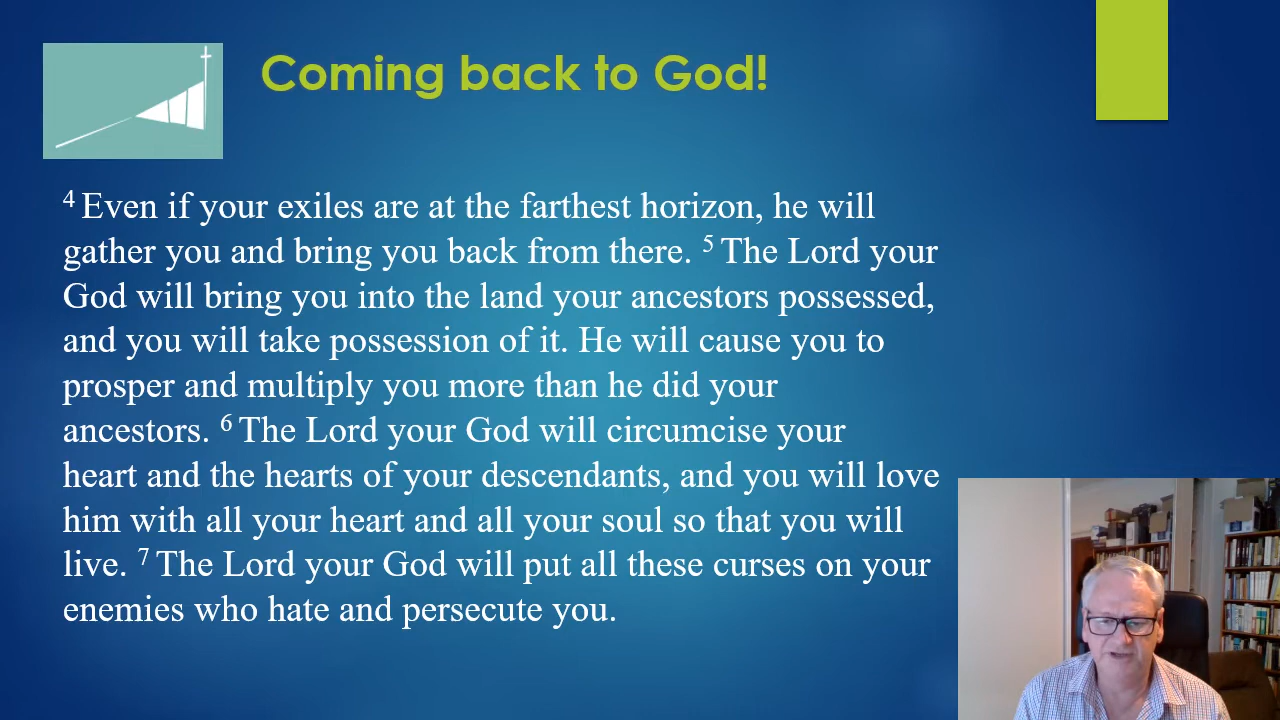 Coming back to God!
4 Even if your exiles are at the farthest horizon, he will
gather you and bring you back from there. 5 The Lord your
God will bring you into the land your ancestors possessed,
and you will take possession of it. He will cause you to
prosper and multiply you more than he did your
ancestors. 6 The Lord your God will circumcise your
heart and the hearts of your descendants, and you will love
him with all your heart and all your soul so that you will
live. 7 The Lord your God will put all these curses on your
enemies who hate and persecute you.